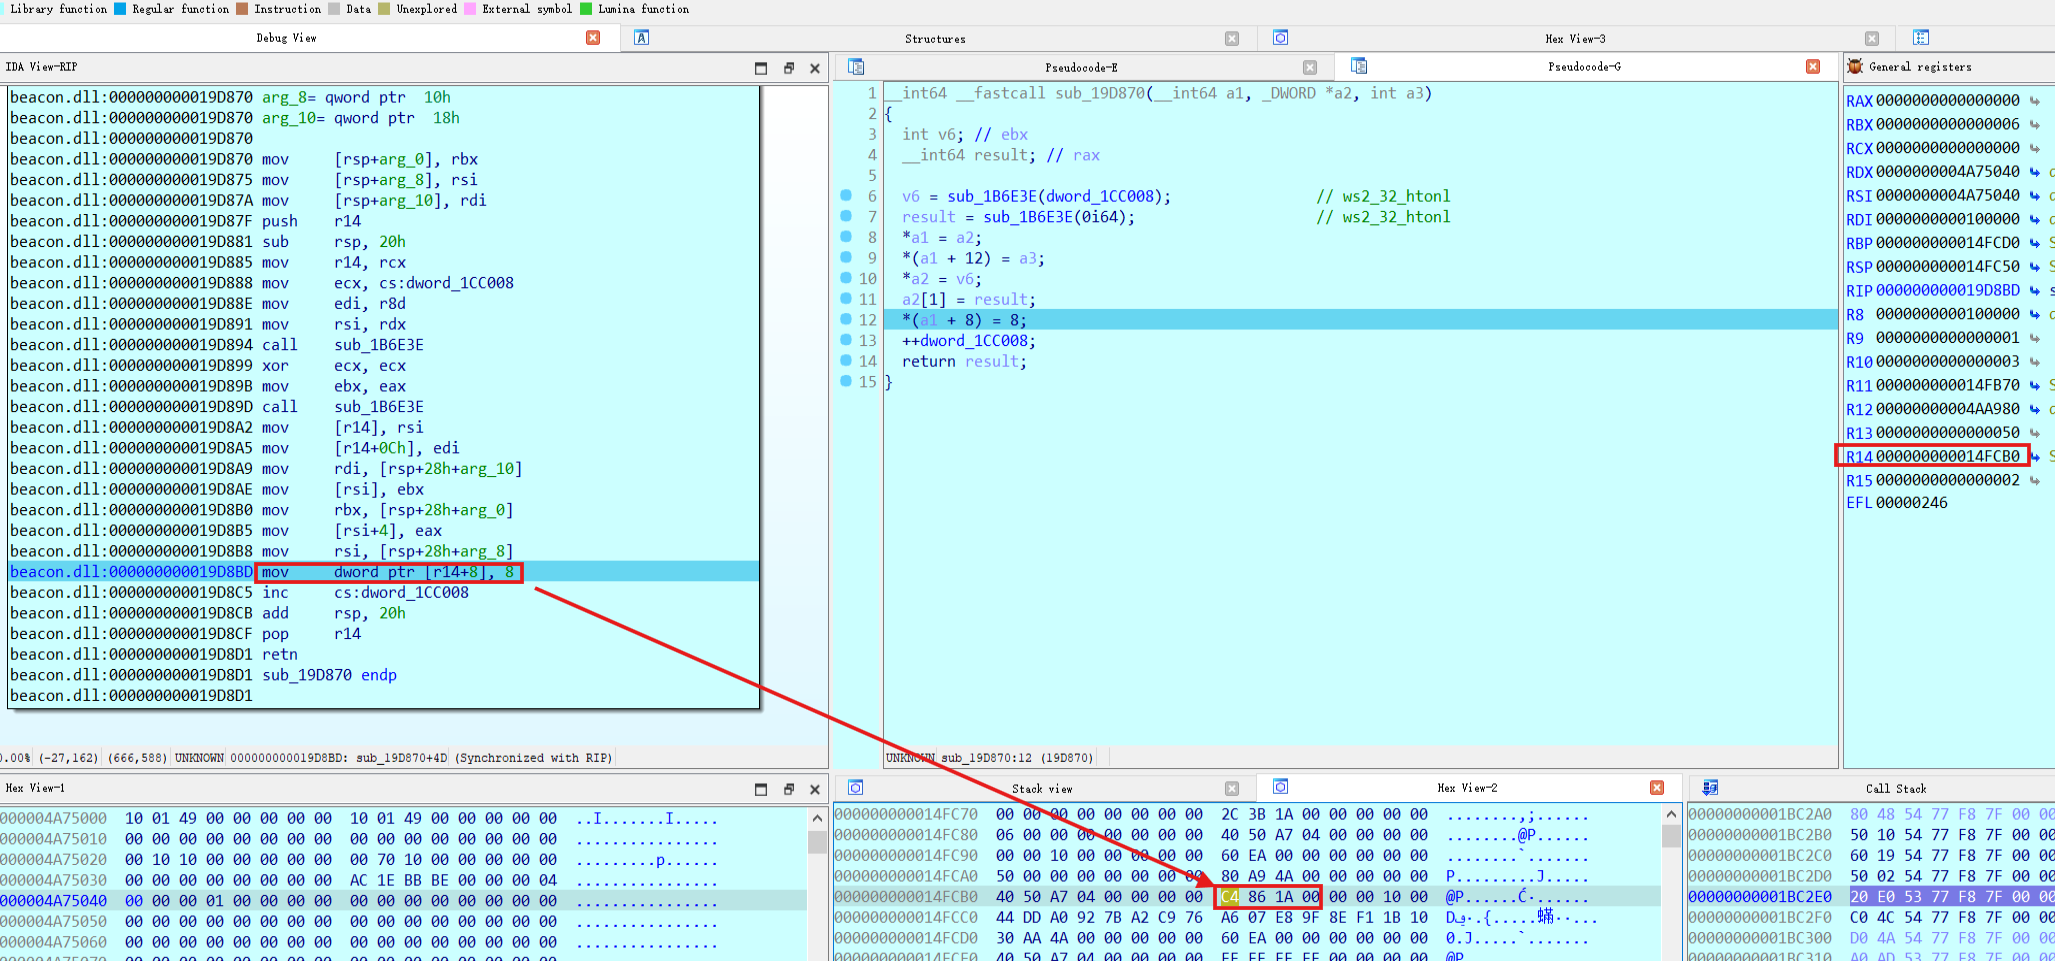 Library function Regular function Instruction Data Unexplored External symbol Lumina function
Debug View Structures Hex View-3
IDA View-RIP
beacon.dll:000000000019D870 arg_8= qword ptr  10h
beacon.dll:000000000019D870 arg_10= qword ptr  18h
beacon.dll:000000000019D870
beacon.dll:000000000019D870 mov     [rsp+arg_0], rbx
beacon.dll:000000000019D875 mov     [rsp+arg_8], rsi
beacon.dll:000000000019D87A mov     [rsp+arg_10], rdi
beacon.dll:000000000019D87F push    r14
beacon.dll:000000000019D881 sub     rsp, 20h
beacon.dll:000000000019D885 mov     r14, rcx
beacon.dll:000000000019D888 mov     ecx, cs:dword_1CC008
beacon.dll:000000000019D88E mov     edi, r8d
beacon.dll:000000000019D891 mov     rsi, rdx
beacon.dll:000000000019D894 call    sub_1B6E3E
beacon.dll:000000000019D899 xor     ecx, ecx
beacon.dll:000000000019D89B mov     ebx, eax
beacon.dll:000000000019D89D call    sub_1B6E3E
beacon.dll:000000000019D8A2 mov     [r14], rsi
beacon.dll:000000000019D8A5 mov     [r14+0Ch], edi
beacon.dll:000000000019D8A9 mov     rdi, [rsp+28h+arg_10]
beacon.dll:000000000019D8AE mov     [rsi], ebx
beacon.dll:000000000019D8B0 mov     rbx, [rsp+28h+arg_0]
beacon.dll:000000000019D8B5 mov     [rsi+4], eax
beacon.dll:000000000019D8B8 mov     rsi, [rsp+28h+arg_8]
beacon.dll:000000000019D8BD mov     dword ptr [r14+8], 8
beacon.dll:000000000019D8C5 inc     cs:dword_1CC008
beacon.dll:000000000019D8CB add     rsp, 20h
beacon.dll:000000000019D8CF pop     r14
beacon.dll:000000000019D8D1 retn
beacon.dll:000000000019D8D1 sub_19D870 endp
beacon.dll:000000000019D8D1
0.00% (-27,162) (666,588) UNKNOWN 000000000019D8BD: sub_19D870+4D (Synchronized with RIP)
Pseudocode-E Pseudocode-G
1 __int64 __fastcall sub_19D870(__int64 a1, _DWORD *a2, int a3)
2 {
3   int v6; // ebx
4   __int64 result; // rax
5
6   v6 = sub_1B6E3E(dword_1CC008);                // ws2_32_htonl
7   result = sub_1B6E3E(0i64);                    // ws2_32_htonl
8   *a1 = a2;
9   *(a1 + 12) = a3;
10   *a2 = v6;
11   a2[1] = result;
12   *(a1 + 8) = 8;
13   ++dword_1CC008;
14   return result;
15 }
UNKNOWN sub_19D870:12 (19D870)
General registers
RAX 0000000000000000
RBX 0000000000000006
RCX 0000000000000000
RDX 0000000004A75040
RSI 0000000004A75040
RDI 0000000000100000
RBP 000000000014FCD0
RSP 000000000014FC50
RIP 000000000019D8BD
R8 0000000000100000
R9 0000000000000001
R10 0000000000000003
R11 000000000014FB70
R12 00000000004AA980
R13 0000000000000050
R14 000000000014FCB0
R15 0000000000000002
EFL 00000246
Hex View-1
000004A75000 10 01 49 00 00 00 00 00 10 01 49 00 00 00 00 00 ..I.......I.....
000004A75010 00 00 00 00 00 00 00 00 00 00 00 00 00 00 00 00 ................
000004A75020 00 10 10 00 00 00 00 00 00 70 10 00 00 00 00 00 .........p......
000004A75030 00 00 00 00 00 00 00 00 AC 1E BB BE 00 00 00 04 ................
000004A75040 00 00 00 01 00 00 00 00 00 00 00 00 00 00 00 00 ................
000004A75050 00 00 00 00 00 00 00 00 00 00 00 00 00 00 00 00 ................
000004A75060 00 00 00 00 00 00 00 00 00 00 00 00 00 00 00 00 ................
Stack view Hex View-2
000000000014FC70 00 00 00 00 00 00 00 00 2C 3B 1A 00 00 00 00 00 ........,;......
000000000014FC80 06 00 00 00 00 00 00 00 40 50 A7 04 00 00 00 00 ........@P......
000000000014FC90 00 00 10 00 00 00 00 00 60 EA 00 00 00 00 00 00 ........`.......
000000000014FCA0 50 00 00 00 00 00 00 00 80 A9 4A 00 00 00 00 00 P.........J.....
000000000014FCB0 40 50 A7 04 00 00 00 00 C4 86 1A 00 00 00 10 00
000000000014FCC0 44 DD A0 92 7B A2 C9 76 A6 07 E8 9F 8E F1 1B 10
000000000014FCD0 30 AA 4A 00 00 00 00 00 60 EA 00 00 00 00 00 00 0.J.....`.......
Call Stack
00000000001BC2A0 80 48 54 77 F8 7F 00 00
00000000001BC2B0 50 10 54 77 F8 7F 00 00
00000000001BC2C0 60 19 54 77 F8 7F 00 00
00000000001BC2D0 50 02 54 77 F8 7F 00 00
00000000001BC2E0 20 E0 53 77 F8 7F 00 00
00000000001BC2F0 C0 4C 54 77 F8 7F 00 00
00000000001BC300 D0 4A 54 77 F8 7F 00 00